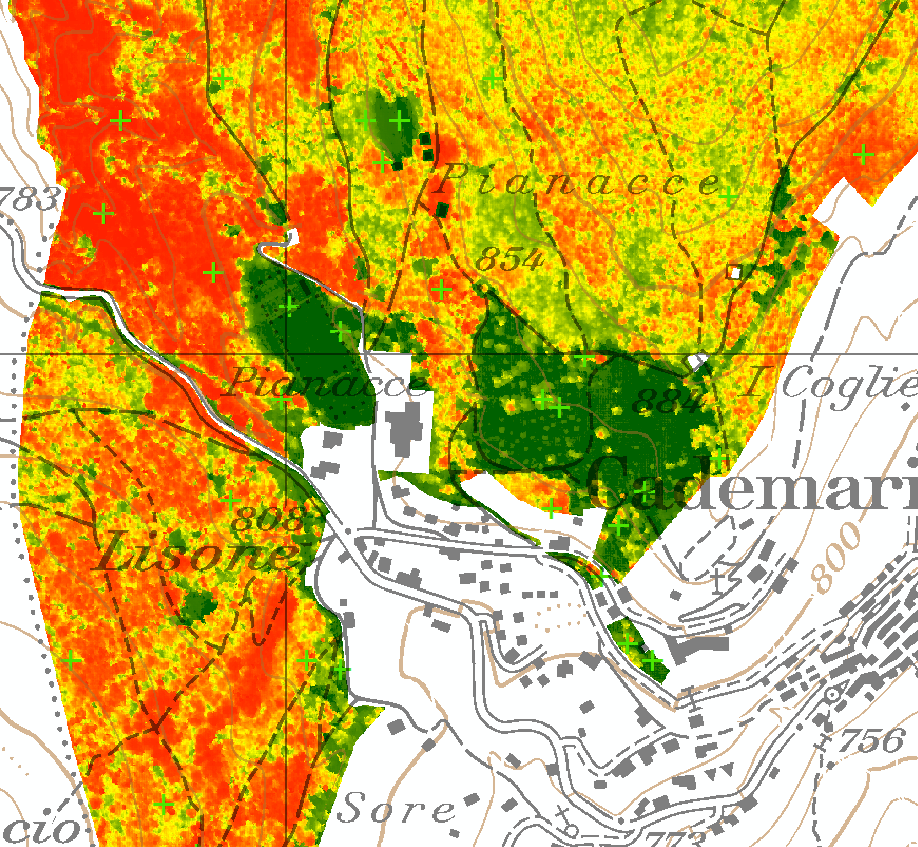 Pianacce
783
854
Pianacce
884
I Coglie
Cademari
808
Lisone
800
756
Sore
cio
773